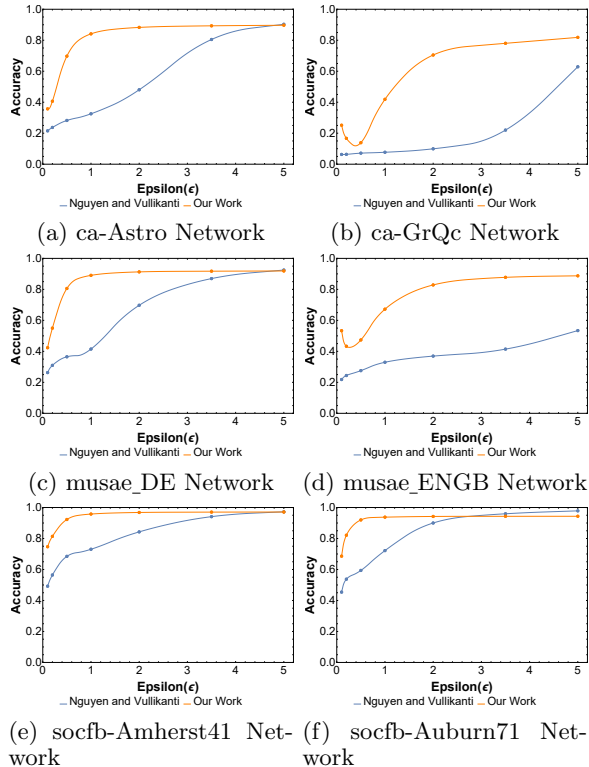 1.0
0.8
0.6
0.4
0.2
0.0
Accuracy
0 1 2 3 4 5
Epsilon(ϵ)
Nguyen and Vullikanti Our Work
(a) ca-Astro Network
1.0
0.8
0.6
0.4
0.2
0.0
Accuracy
0 1 2 3 4 5
Epsilon(ϵ)
Nguyen and Vullikanti Our Work
(b) ca-GrQc Network
1.0
0.8
0.6
0.4
0.2
0.0
Accuracy
0 1 2 3 4 5
Epsilon(ϵ)
Nguyen and Vullikanti Our Work
(c) musae_DE Network
1.0
0.8
0.6
0.4
0.2
0.0
Accuracy
0 1 2 3 4 5
Epsilon(ϵ)
Nguyen and Vullikanti Our Work
(d) musae_ENGB Network
1.0
0.8
0.6
0.4
0.2
0.0
Accuracy
0 1 2 3 4 5
Epsilon(ϵ)
Nguyen and Vullikanti Our Work
(e) socfb-Amherst41 Net-
work
1.0
0.8
0.6
0.4
0.2
0.0
Accuracy
0 1 2 3 4 5
Epsilon(ϵ)
Nguyen and Vullikanti Our Work
(f) socfb-Auburn71 Net-
work